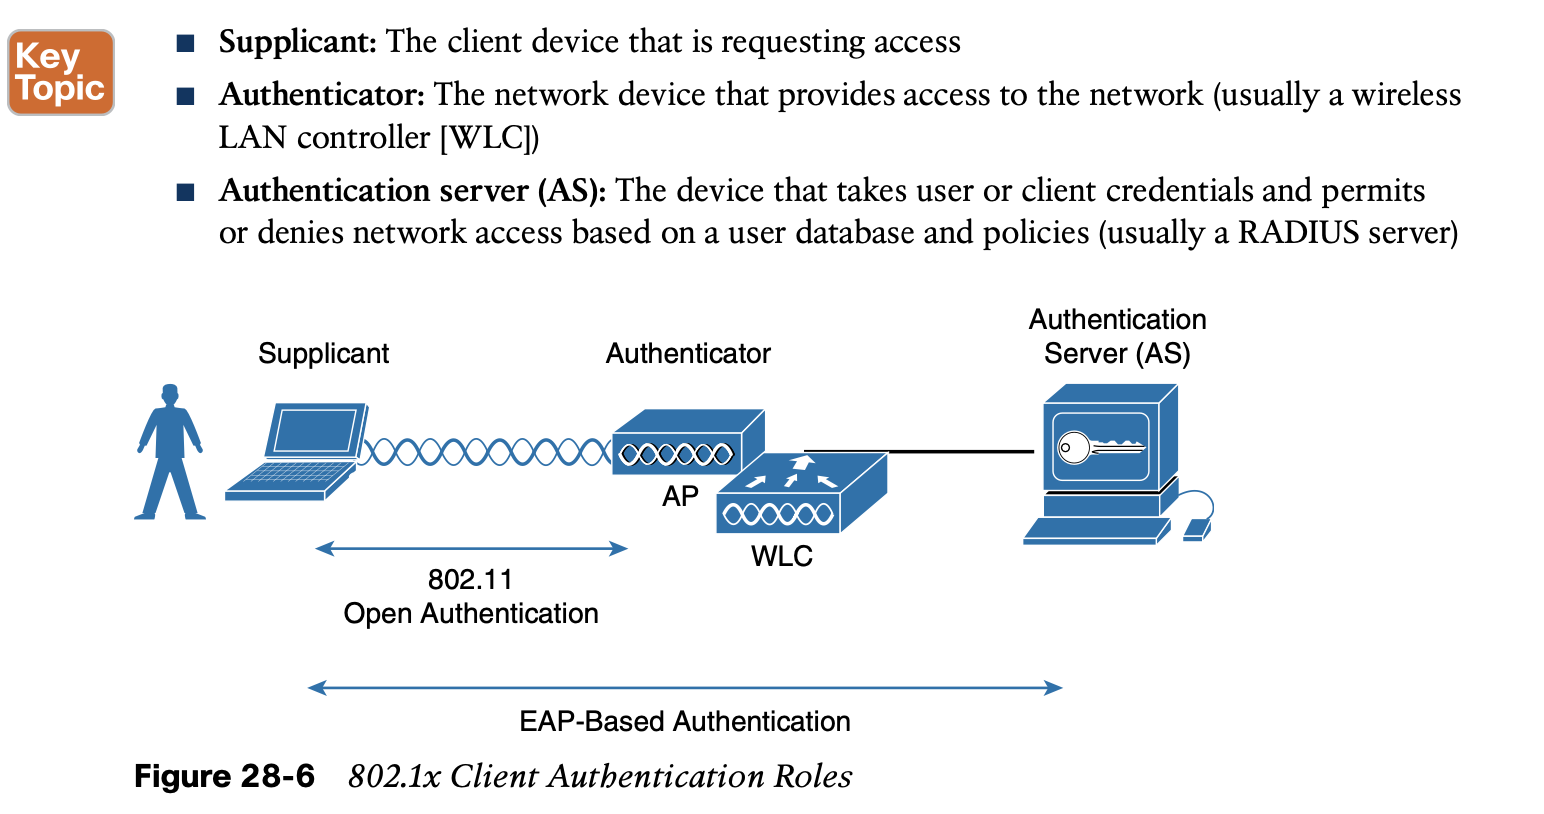 Key
Topic
■ Supplicant: The client device that is requesting access
■ Authenticator: The network device that provides access to the network (usually a wireless
LAN controller [WLC])
■ Authentication server (AS): The device that takes user or client credentials and permits
or denies network access based on a user database and policies (usually a RADIUS server)
Supplicant
Authenticator
Authentication
Server (AS)
AP
WLC
802.11
Open Authentication
EAP-Based Authentication
Figure 28-6 802.1x Client Authentication Roles